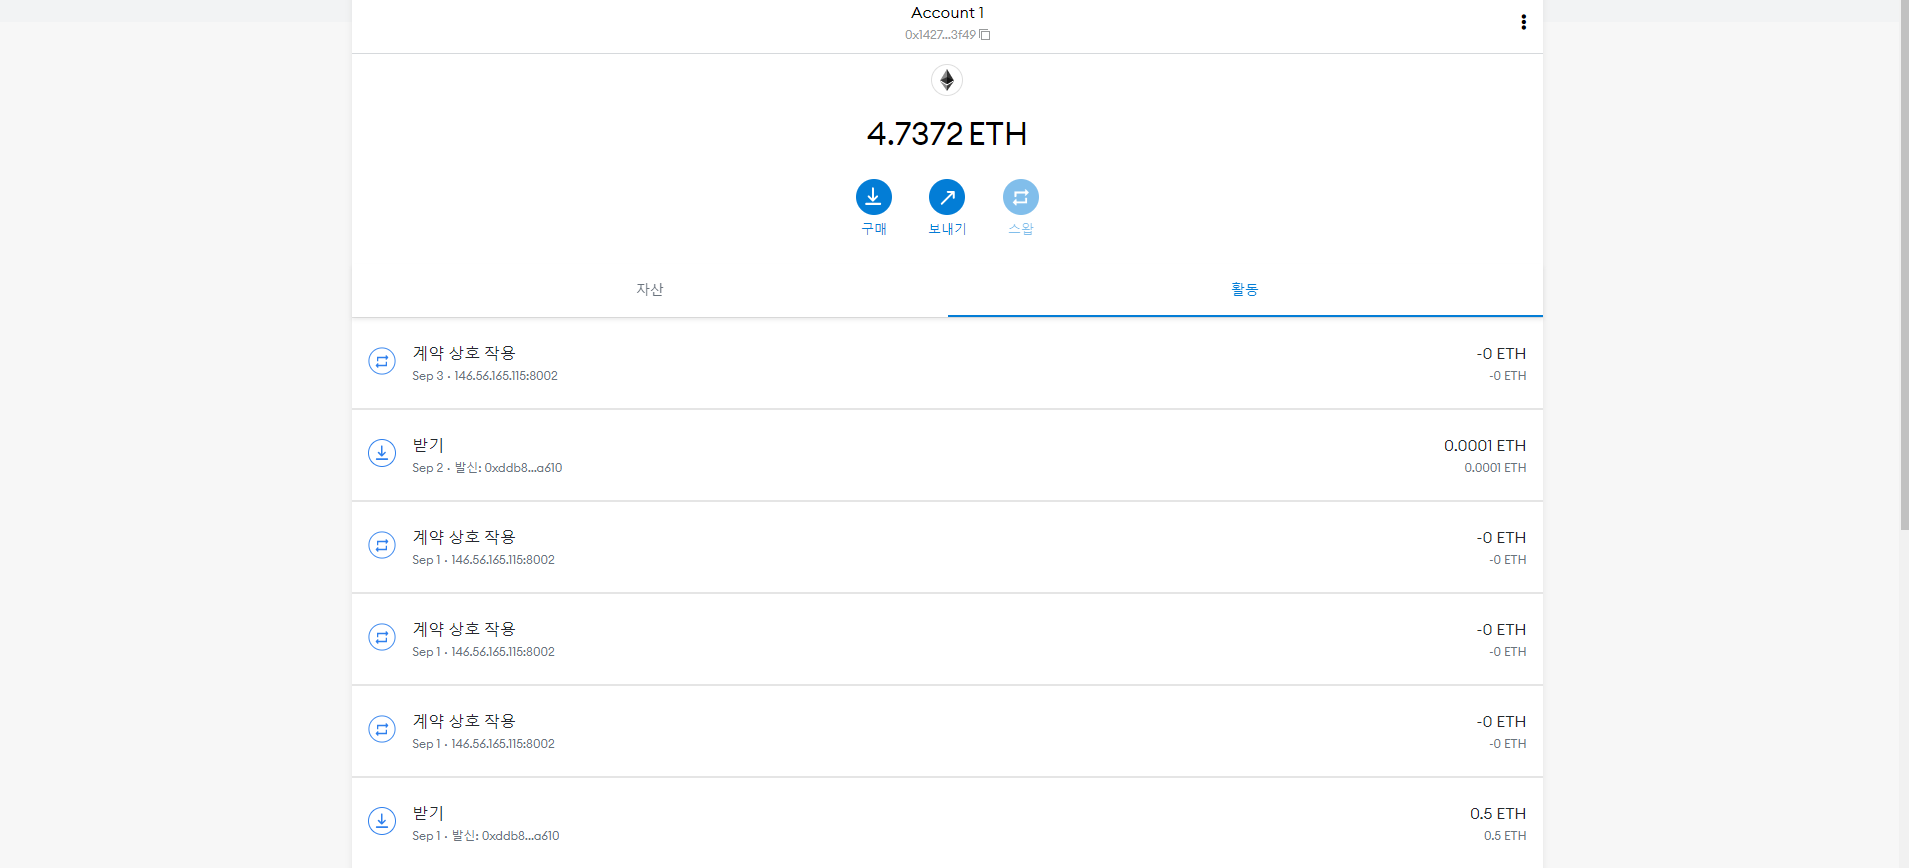 Account 1
0x1427...3f49
4.7372 ETH
구매 보내기 스왑
자산 활동
계약 상호 작용 -0 ETH
Sep 3 · 146.56.165.115:8002 -0 ETH
받기 0.0001 ETH
Sep 2 · 발신: 0xddb8...a610 0.0001 ETH
계약 상호 작용 -0 ETH
Sep 1 · 146.56.165.115:8002 -0 ETH
계약 상호 작용 -0 ETH
Sep 1 · 146.56.165.115:8002 -0 ETH
계약 상호 작용 -0 ETH
Sep 1 · 146.56.165.115:8002 -0 ETH
받기 0.5 ETH
Sep 1 · 발신: 0xddb8...a610 0.5 ETH